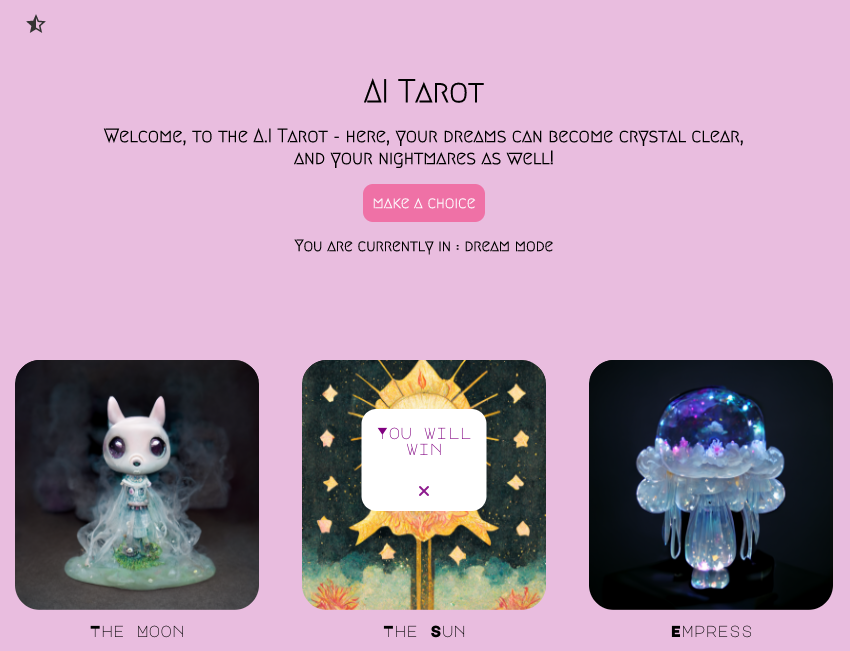 AI Tarot
Welcome, to the A.I Tarot - here, your dreams can become crystal clear,
and your nightmares as well!
make a choice
You are currently in : dream mode
You will
win
×
The moon
The Sun
Empress